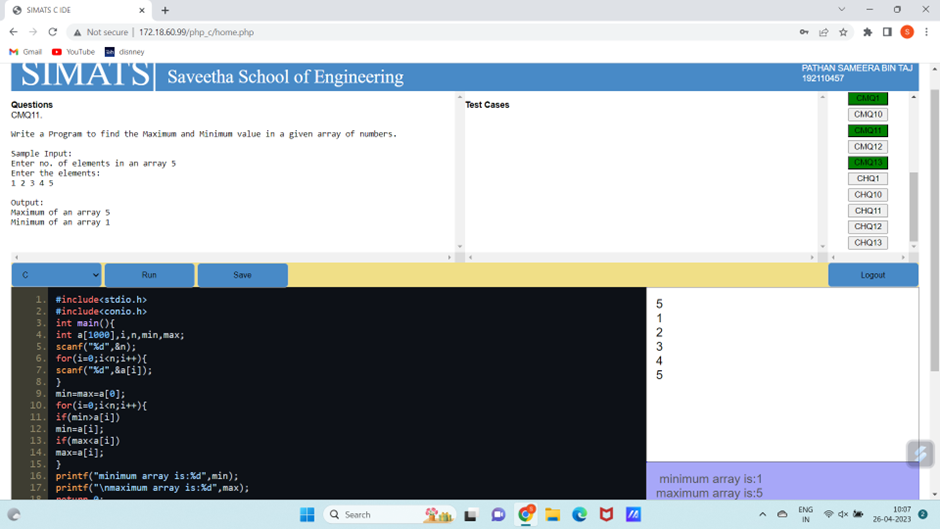 SIMATS C IDE
Not secure | 172.18.60.99/php_c/home.php
S
Gmail YouTube disnney
SIMATS Saveetha School of Engineering
PATHAN SAMEERA BIN TAJ
192110457
Questions
CMQ11.
Write a Program to find the Maximum and Minimum value in a given array of numbers.
Sample Input:
Enter no. of elements in an array 5
Enter the elements:
1 2 3 4 5
Output:
Maximum of an array 5
Minimum of an array 1
Test Cases
CMQ1
CMQ10
CMQ11
CMQ12
CMQ13
CHQ1
CHQ10
CHQ11
CHQ12
CHQ13
C Run Save Logout
1. #include<stdio.h>
2. #include<conio.h>
3. int main(){
4. int a[1000],i,n,min,max;
5. scanf("%d",&n);
6. for(i=0;i<n;i++){
7. scanf("%d",&a[i]);
8. }
9. min=max=a[0];
10. for(i=0;i<n;i++){
11. if(min>a[i])
12. min=a[i];
13. if(max<a[i])
14. max=a[i];
15. }
16. printf("minimum array is:%d",min);
17. printf("\nmaximum array is:%d",max);
18. return 0;
5
1
2
3
4
5
minimum array is:1
maximum array is:5
Search
ENG
IN
10:07
26-04-2023
2